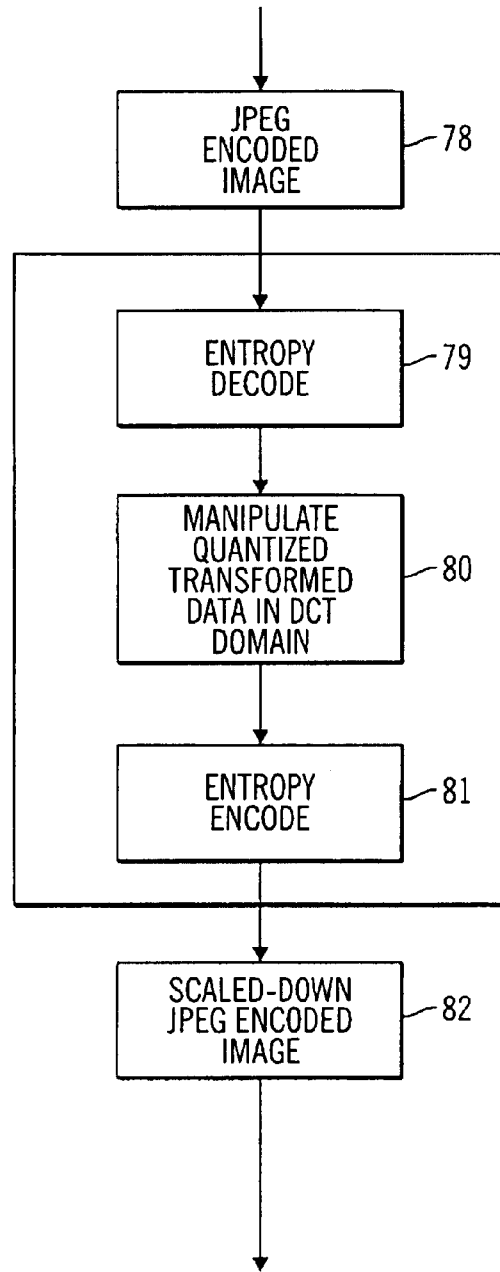 JPEG
ENCODED
IMAGE
78
ENTROPY
DECODE
79
MANIPULATE
QUANTIZED
TRANSFORMED
DATA IN DCT
DOMAIN
80
ENTROPY
ENCODE
81
SCALED-DOWN
JPEG ENCODED
IMAGE
82